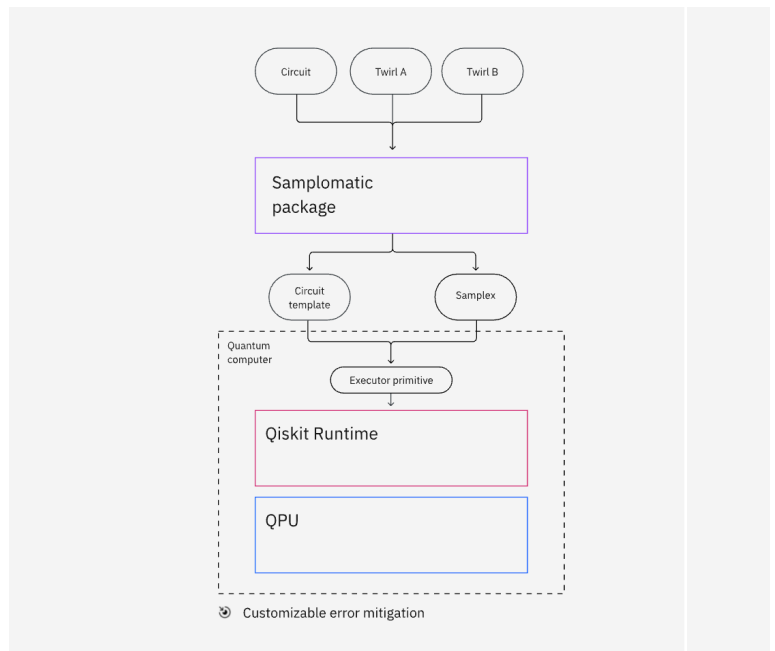 Circuit
Twirl A
Twirl B
Samplomatic
package
Circuit
template
Samplex
Quantum
computer
Executor primitive
Qiskit Runtime
QPU
Customizable error mitigation